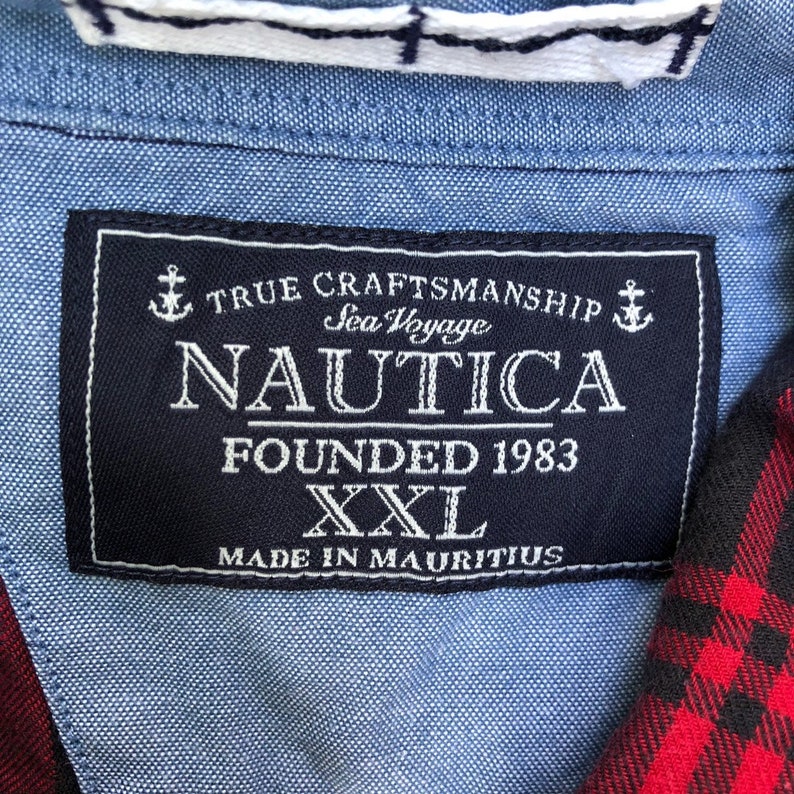 TRUE CRAFTSMANSHIP
Sea Voyage
NAUTICA
FOUNDED 1983
XXL
MADE IN MAURITIUS